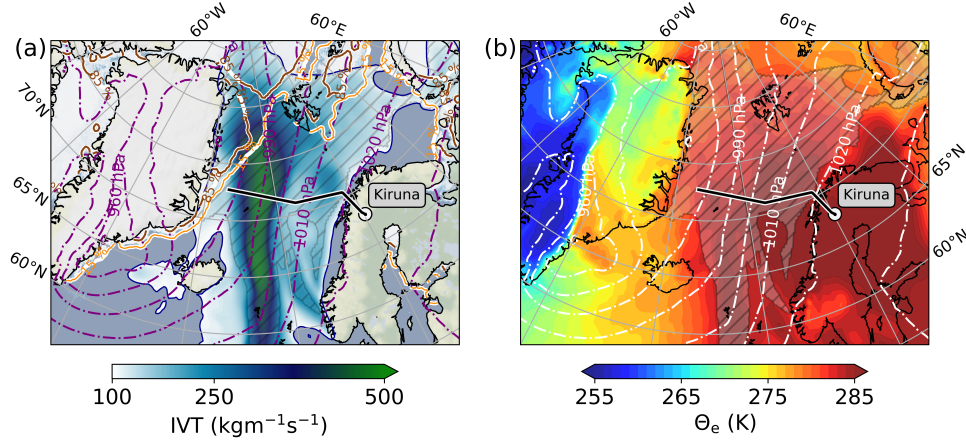 60°W
60°E
(a)
70°N
65°N
60°N
85 %
960 hPa
1010 hPa
1020 hPa
Kiruna
100
250
500
IVT (kgm⁻¹s⁻¹)
60°W
60°E
(b)
65°N
60°N
960 hPa
990 hPa
1010 hPa
1020 hPa
Kiruna
255
265
275
285
Θₑ (K)